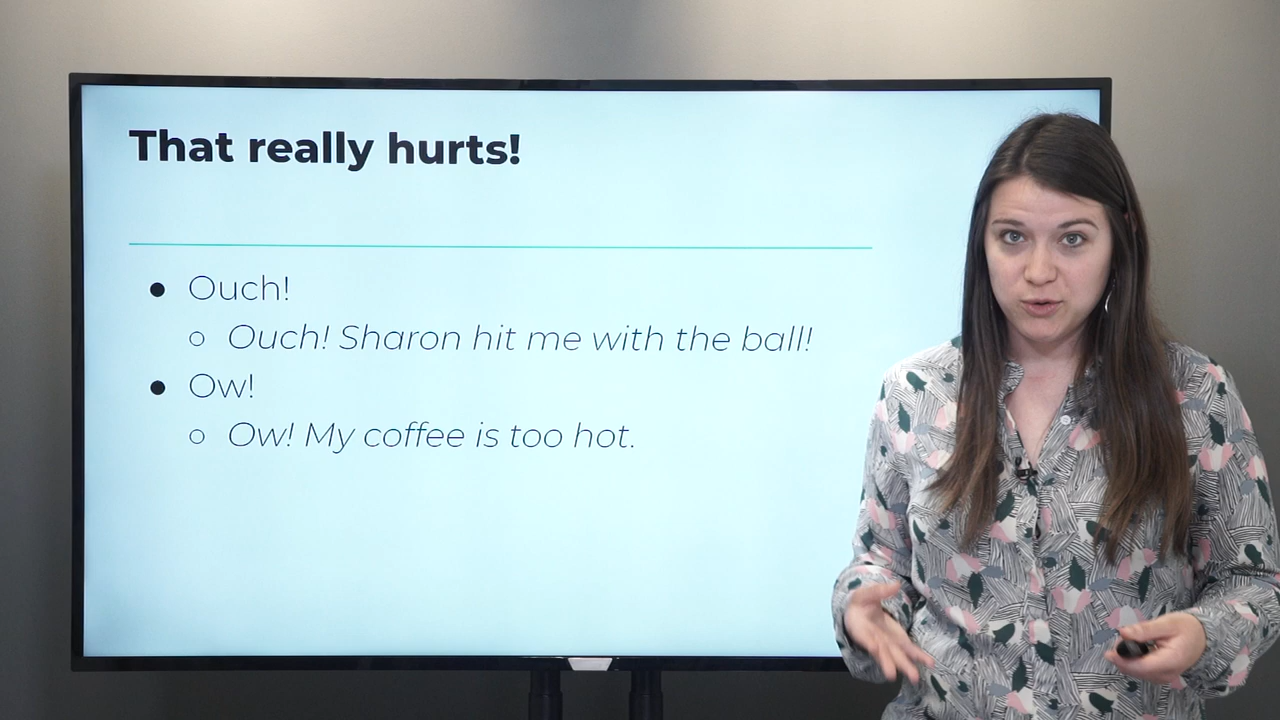 That really hurts!
● Ouch!
○ Ouch! Sharon hit me with the ball!
● Ow!
○ Ow! My coffee is too hot.